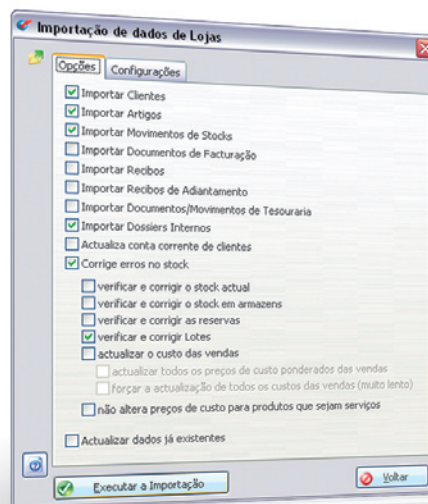 Importação de dados de Lojas
Opções Configurações
Importar Clientes
Importar Artigos
Importar Movimentos de Stocks
Importar Documentos de Facturação
Importar Recibos
Importar Recibos de Adiantamento
Importar Documentos/Movimentos de Tesouraria
Importar Dossiers Internos
Actualiza conta corrente de clientes
Corrige erros no stock
verificar e corrigir o stock actual
verificar e corrigir o stock em armazens
verificar e corrigir as reservas
verificar e corrigir Lotes
actualizar o custo das vendas
actualizar todos os preços de custo ponderados das vendas
forçar a actualização de todos os custos das vendas (muito lento)
não altera preços de custo para produtos que sejam serviços
Actualizar dados já existentes
Executar a Importação
Voltar